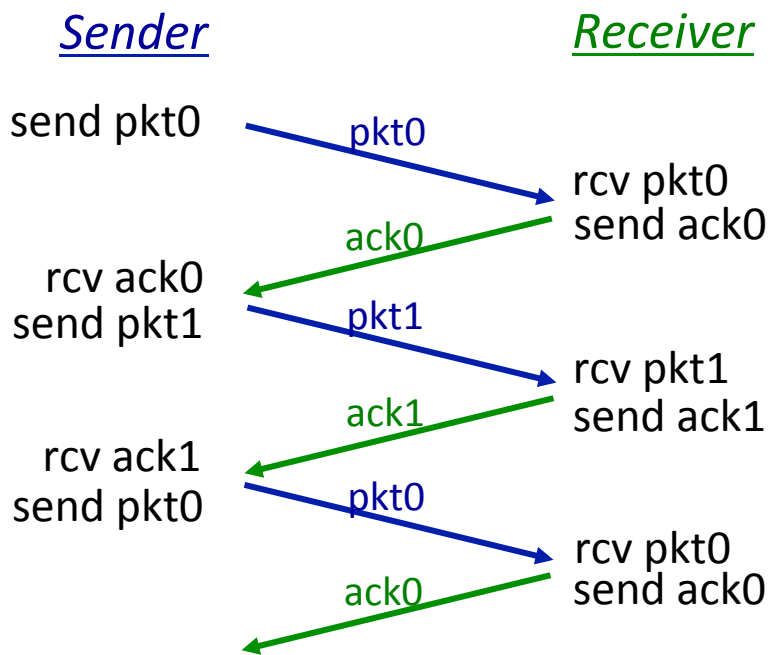 Sender
Receiver
send pkt0
pkt0
rcv pkt0
send ack0
ack0
rcv ack0
send pkt1
pkt1
rcv pkt1
send ack1
ack1
rcv ack1
send pkt0
pkt0
rcv pkt0
send ack0
ack0